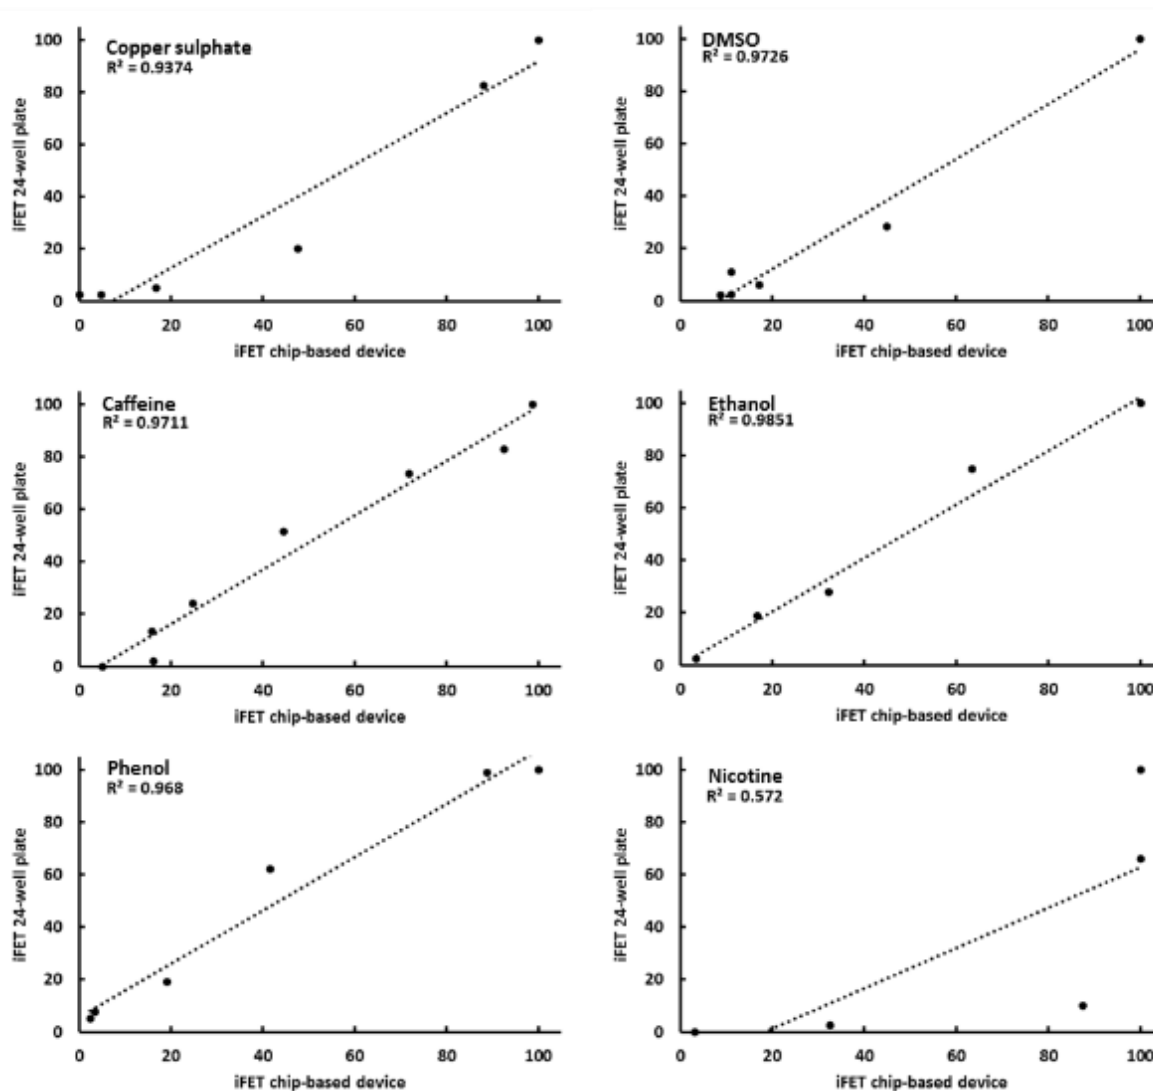 Copper sulphate
R² = 0.9374
iFET 24-well plate
100
80
60
40
20
0
0 20 40 60 80 100
iFET chip-based device
DMSO
R² = 0.9726
iFET 24-well plate
100
80
60
40
20
0
0 20 40 60 80 100
iFET chip-based device
Caffeine
R² = 0.9711
iFET 24-well plate
100
80
60
40
20
0
0 20 40 60 80 100
iFET chip-based device
Ethanol
R² = 0.9851
iFET 24-well plate
100
80
60
40
20
0
0 20 40 60 80 100
iFET chip-based device
Phenol
R² = 0.968
iFET 24-well plate
100
80
60
40
20
0
0 20 40 60 80 100
iFET chip-based device
Nicotine
R² = 0.572
iFET 24-well plate
100
80
60
40
20
0
0 20 40 60 80 100
iFET chip-based device